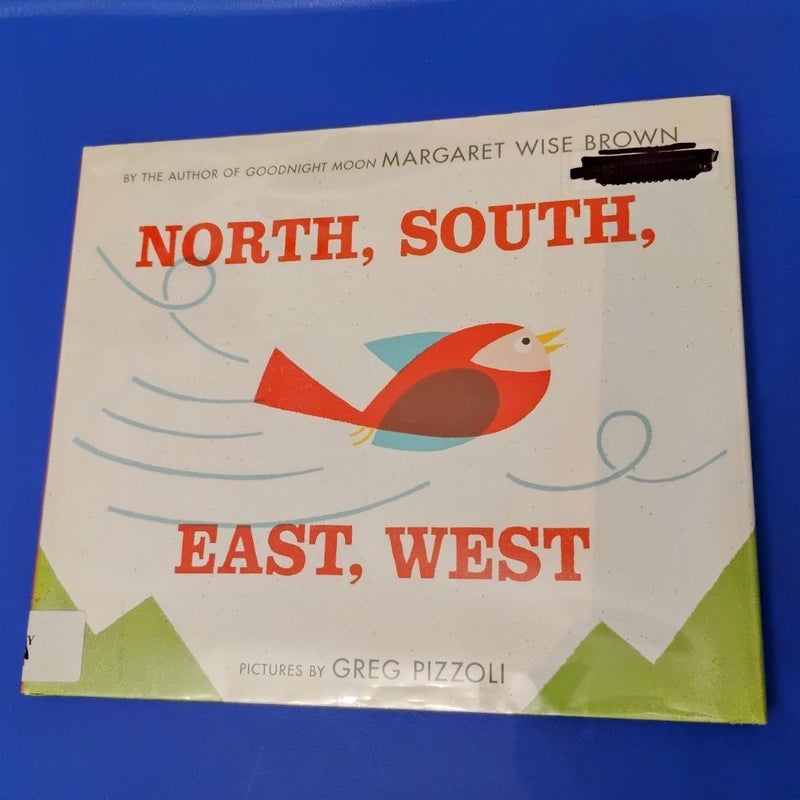 BY THE AUTHOR OF GOODNIGHT MOON MARGARET WISE BROWN
NORTH, SOUTH,
EAST, WEST
PICTURES BY GREG PIZZOLI